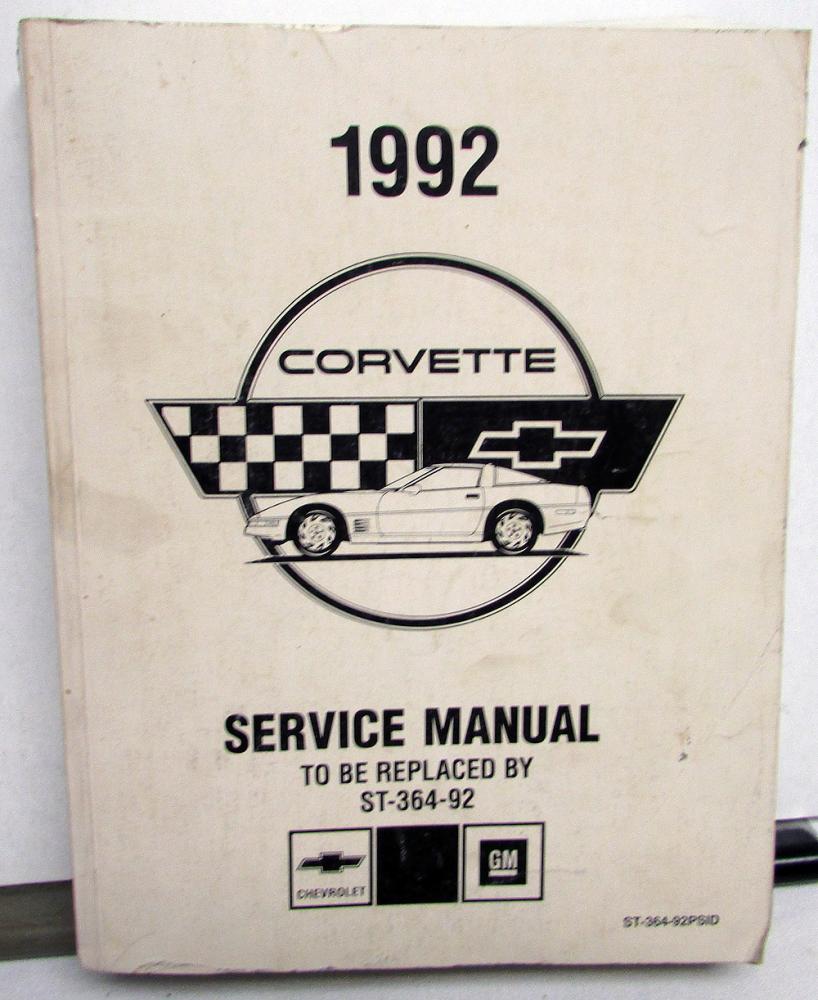 1992
CORVETTE
SERVICE MANUAL
TO BE REPLACED BY
ST-364-92
CHEVROLET
GM
ST-364-92PSID